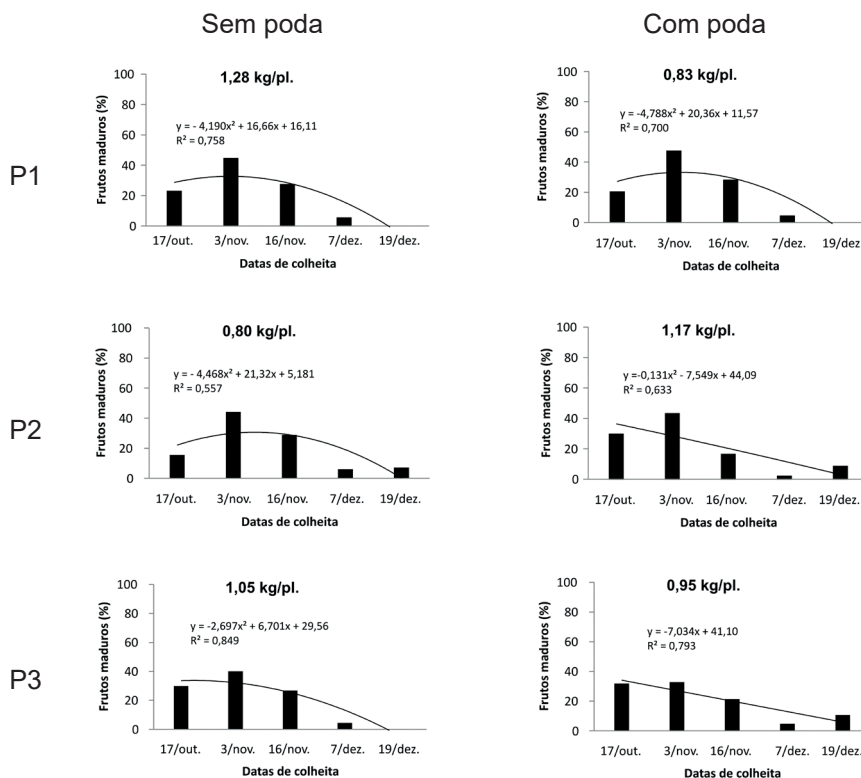 Sem poda
Com poda
P1
1,28 kg/pl.
y = - 4,190x² + 16,66x + 16,11
R² = 0,758
Frutos maduros (%)
100
80
60
40
20
0
17/out. 3/nov. 16/nov. 7/dez. 19/dez.
Datas de colheita
0,83 kg/pl.
y = -4,788x² + 20,36x + 11,57
R² = 0,700
Frutos maduros (%)
100
80
60
40
20
0
17/out. 3/nov. 16/nov. 7/dez. 19/dez.
Datas de colheita
P2
0,80 kg/pl.
y = - 4,468x² + 21,32x + 5,181
R² = 0,557
Frutos maduros (%)
100
80
60
40
20
0
17/out. 3/nov. 16/nov. 7/dez. 19/dez.
Datas de colheita
1,17 kg/pl.
y =-0,131x² - 7,549x + 44,09
R² = 0,633
Frutos maduros (%)
100
80
60
40
20
0
17/out. 3/nov. 16/nov. 7/dez. 19/dez.
Datas de colheita
P3
1,05 kg/pl.
y = -2,697x² + 6,701x + 29,56
R² = 0,849
Frutos maduros (%)
100
80
60
40
20
0
17/out. 3/nov. 16/nov. 7/dez. 19/dez.
Datas de colheita
0,95 kg/pl.
y = -7,034x + 41,10
R² = 0,793
Frutos maduros (%)
100
80
60
40
20
0
17/out. 3/nov. 16/nov. 7/dez. 19/dez.
Datas de colheita